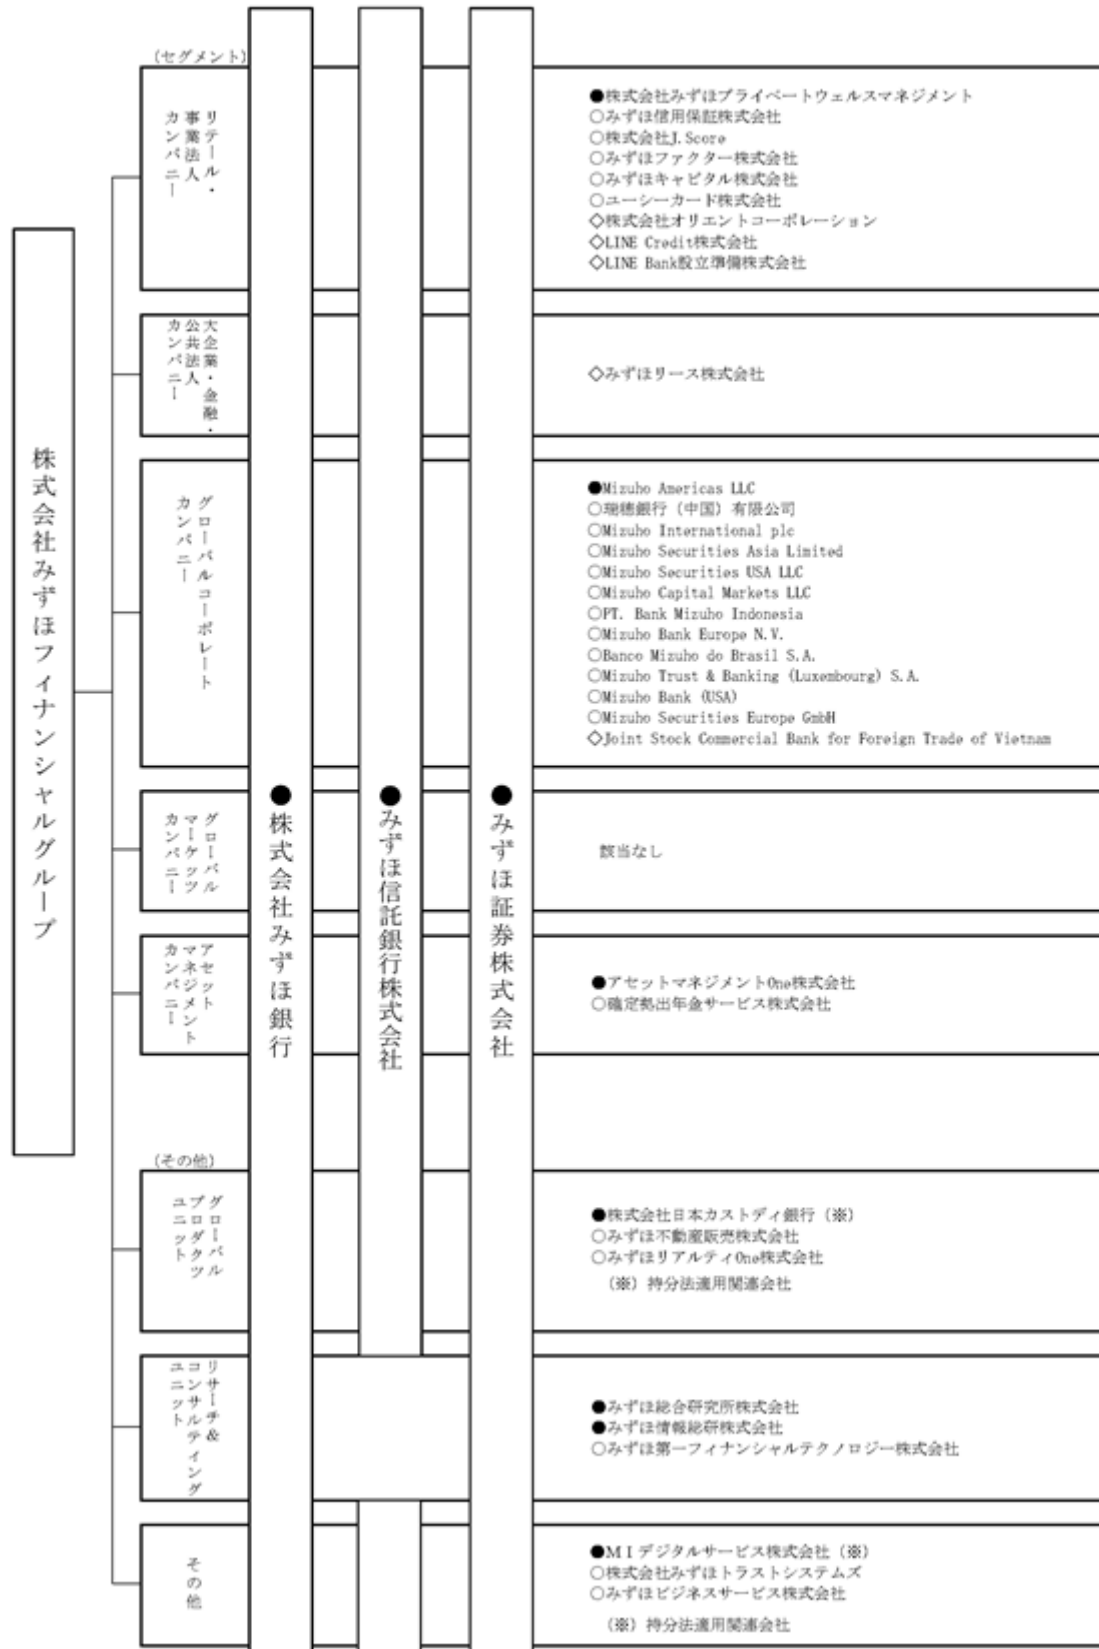 株式会社みずほフィナンシャルグループ
(セグメント)
●株式会社みずほ銀行
●みずほ信託銀行株式会社
●みずほ証券株式会社
リテール・
事業法人
カンパニー
●株式会社みずほプライベートウェルスマネジメント
○みずほ信用保証株式会社
○株式会社J.Score
○みずほファクター株式会社
○みずほキャピタル株式会社
○ユーシーカード株式会社
◇株式会社オリエントコーポレーション
◇LINE Credit株式会社
◇LINE Bank設立準備株式会社
大企業・金融・
公共法人
カンパニー
◇みずほリース株式会社
グローバルコーポレート
カンパニー
●Mizuho Americas LLC
○瑞穂銀行（中国）有限公司
○Mizuho International plc
○Mizuho Securities Asia Limited
○Mizuho Securities USA LLC
○Mizuho Capital Markets LLC
○PT. Bank Mizuho Indonesia
○Mizuho Bank Europe N.V.
○Banco Mizuho do Brasil S.A.
○Mizuho Trust & Banking (Luxembourg) S.A.
○Mizuho Bank (USA)
○Mizuho Securities Europe GmbH
◇Joint Stock Commercial Bank for Foreign Trade of Vietnam
グローバル
マーケッツ
カンパニー
該当なし
アセット
マネジメント
カンパニー
●アセットマネジメントOne株式会社
○確定拠出年金サービス株式会社
(その他)
グローバル
プロダクツ
ユニット
●株式会社日本カストディ銀行（※）
○みずほ不動産販売株式会社
○みずほリアルティOne株式会社
（※）持分法適用関連会社
リサーチ＆
コンサルティング
ユニット
●みずほ総合研究所株式会社
●みずほ情報総研株式会社
○みずほ第一フィナンシャルテクノロジー株式会社
その他
●ＭＩデジタルサービス株式会社（※）
○株式会社みずほトラストシステムズ
○みずほビジネスサービス株式会社
（※）持分法適用関連会社